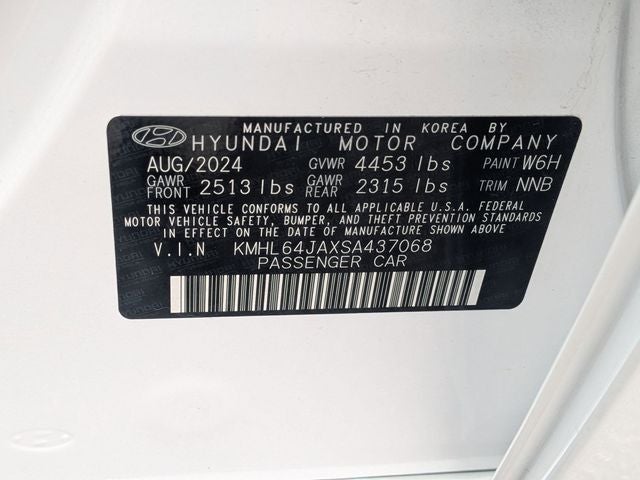 MANUFACTURED IN KOREA BY
HYUNDAI MOTOR COMPANY
AUG/2024 GVWR 4453 lbs PAINT W6H
GAWR FRONT 2513 lbs GAWR REAR 2315 lbs TRIM NNB
THIS VEHICLE CONFORMS TO ALL APPLICABLE U.S.A. FEDERAL
MOTOR VEHICLE SAFETY, BUMPER, AND THEFT PREVENTION STANDARDS
IN EFFECT ON THE DATE OF MANUFACTURE SHOWN ABOVE
V.I.N KMHL64JAXSA437068
PASSENGER CAR